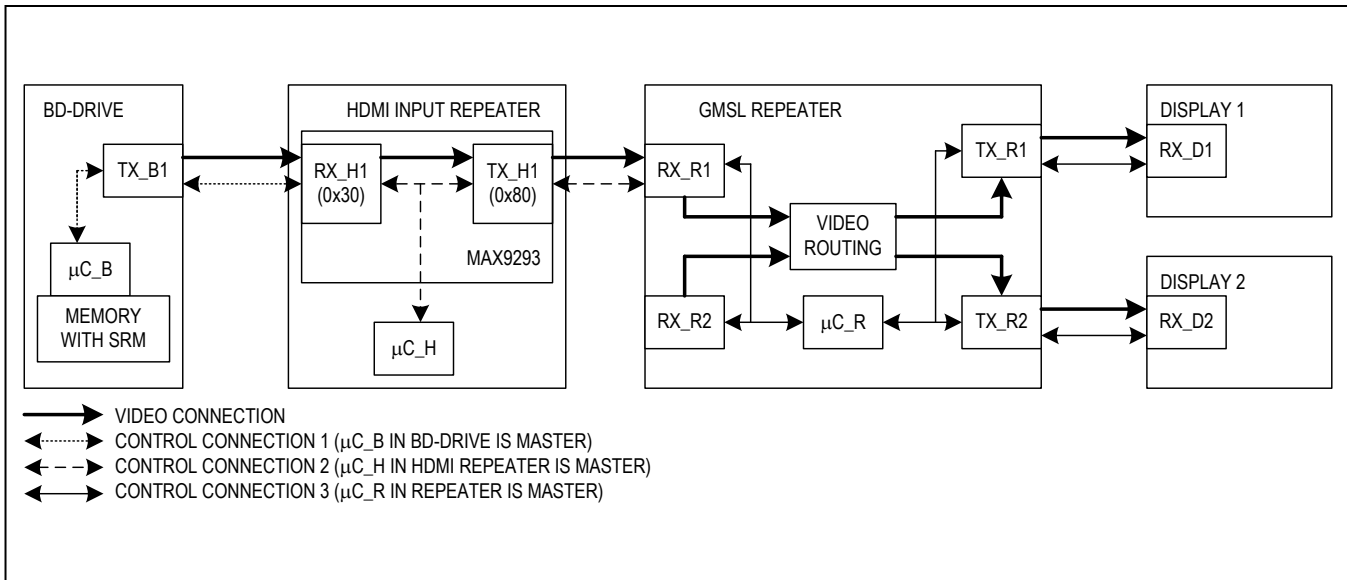 BD-DRIVE
TX_B1
μC_B
MEMORY
WITH SRM
HDMI INPUT REPEATER
RX_H1
(0x30)
TX_H1
(0x80)
MAX9293
μC_H
GMSL REPEATER
RX_R1
TX_R1
VIDEO
ROUTING
RX_R2
μC_R
TX_R2
DISPLAY 1
RX_D1
DISPLAY 2
RX_D2
VIDEO CONNECTION
CONTROL CONNECTION 1 (μC_B IN BD-DRIVE IS MASTER)
CONTROL CONNECTION 2 (μC_H IN HDMI REPEATER IS MASTER)
CONTROL CONNECTION 3 (μC_R IN REPEATER IS MASTER)